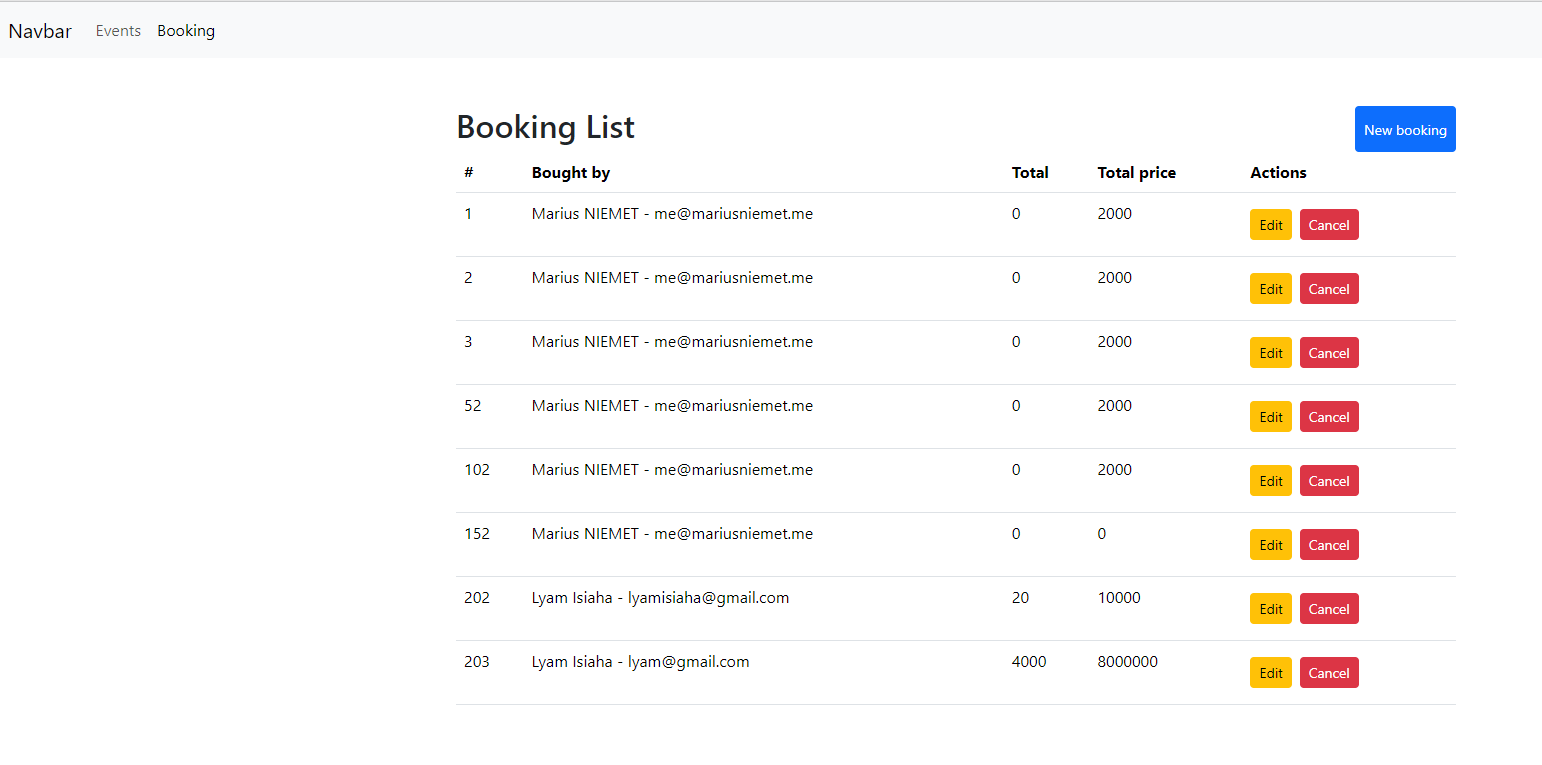 Navbar Events Booking
Booking List New booking
# Bought by Total Total price Actions
1 Marius NIEMET - me@mariusniemet.me 0 2000 Edit Cancel
2 Marius NIEMET - me@mariusniemet.me 0 2000 Edit Cancel
3 Marius NIEMET - me@mariusniemet.me 0 2000 Edit Cancel
52 Marius NIEMET - me@mariusniemet.me 0 2000 Edit Cancel
102 Marius NIEMET - me@mariusniemet.me 0 2000 Edit Cancel
152 Marius NIEMET - me@mariusniemet.me 0 0 Edit Cancel
202 Lyam Isiaha - lyamisiaha@gmail.com 20 10000 Edit Cancel
203 Lyam Isiaha - lyam@gmail.com 4000 8000000 Edit Cancel